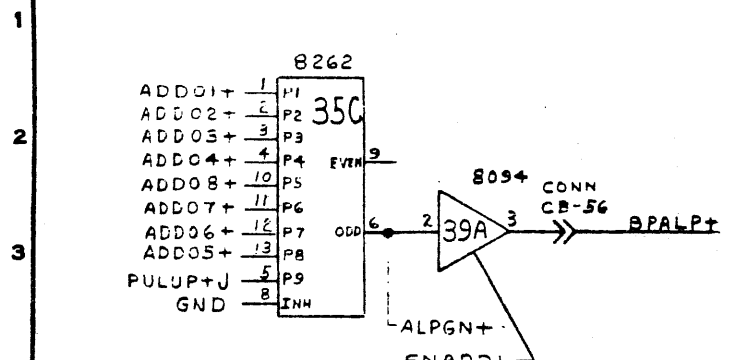 1
8262
ADD01+ 1 P1 35C
ADD02+ 2 P2
2 ADD03+ 3 P3
ADD04+ 4 P4 EVEN 9
ADD08+ 10 P5
ADD07+ 11 P6
ADD06+ 12 P7 ODD 6
3 ADD05+ 13 P8
PULUP+J 5 P9
GND 8 INH
8094
2 39A 3
CONN
CB-56
BPALP+
ALPGN+